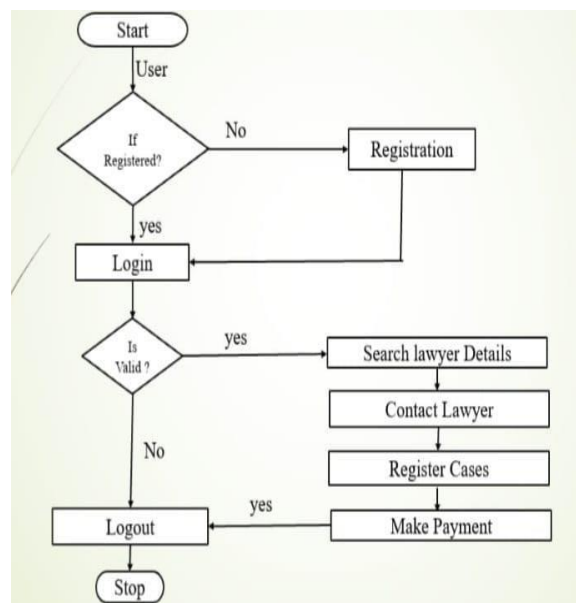 Start
User
If
Registered?
No
Registration
yes
Login
Is
Valid ?
yes
Search lawyer Details
Contact Lawyer
No
Register Cases
yes
Logout
Make Payment
Stop